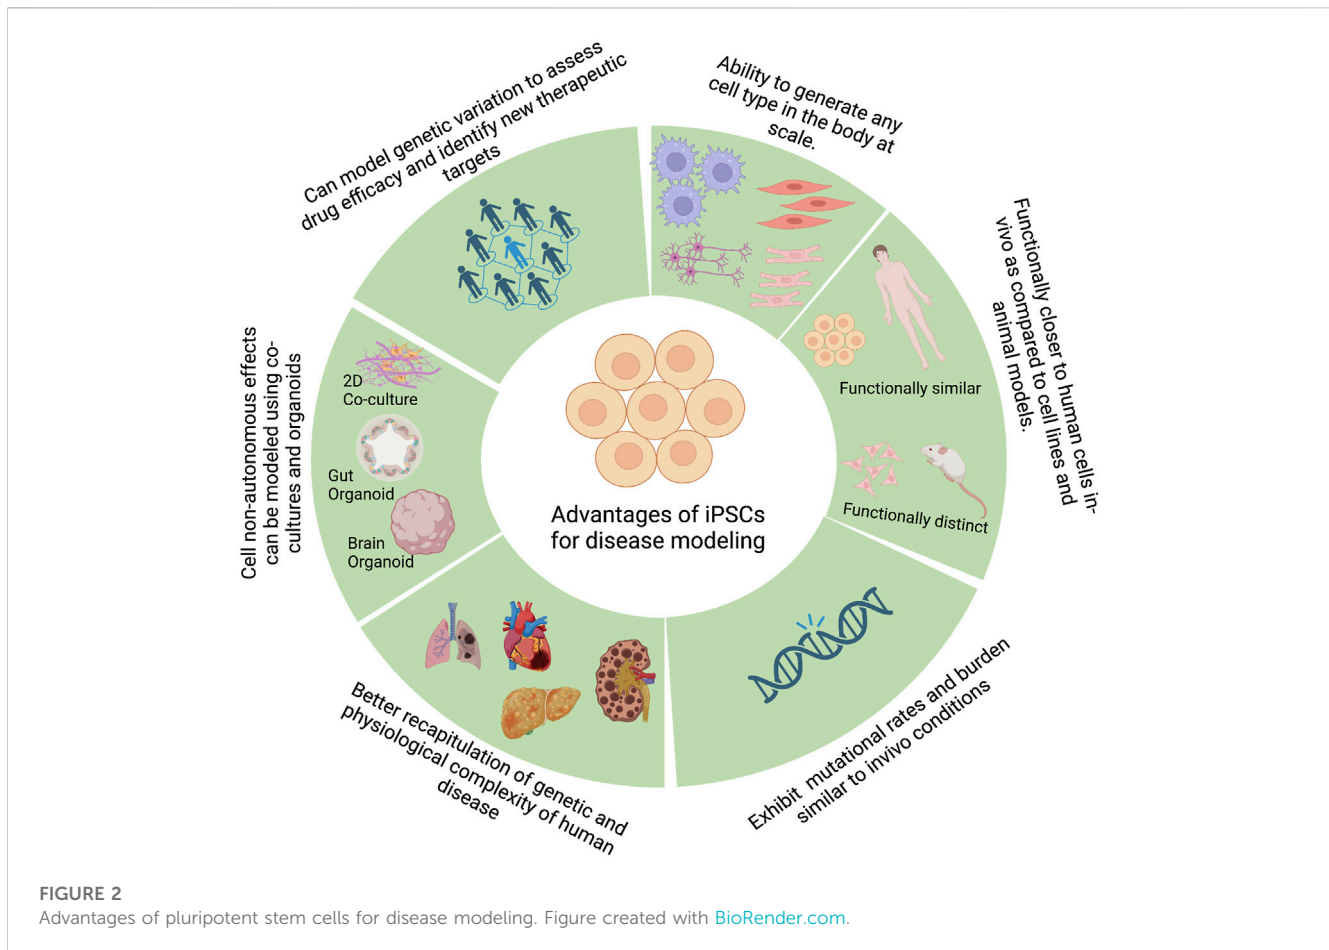 Can model genetic variation to assess
drug efficacy and identify new therapeutic
targets
Ability to generate any
cell type in the body at
scale.
Functionally closer to human cells in-
vivo as compared to cell lines and
animal models.
Functionally similar
Functionally distinct
Exhibit  mutational rates and burden
similar to invivo conditions
Better recapitulation of genetic and
physiological complexity of human
disease
Cell non-autonomous effects
can be modeled using co-
cultures and organoids
2D
Co-culture
Gut
Organoid
Brain
Organoid
Advantages of iPSCs
for disease modeling
FIGURE 2
Advantages of pluripotent stem cells for disease modeling. Figure created with BioRender.com.